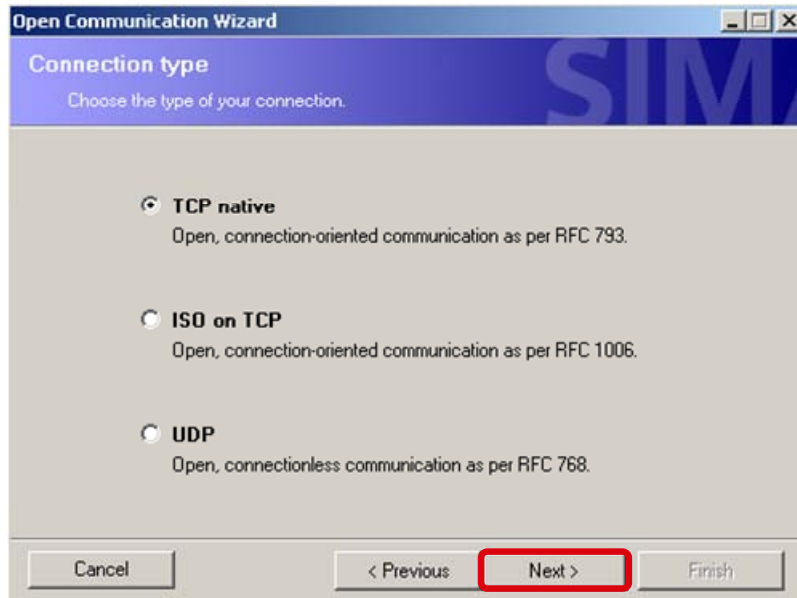 Open Communication Wizard
Connection type
Choose the type of your connection.
SIMA
TCP native
Open, connection-oriented communication as per RFC 793.
ISO on TCP
Open, connection-oriented communication as per RFC 1006.
UDP
Open, connectionless communication as per RFC 768.
Cancel
< Previous
Next >
Finish